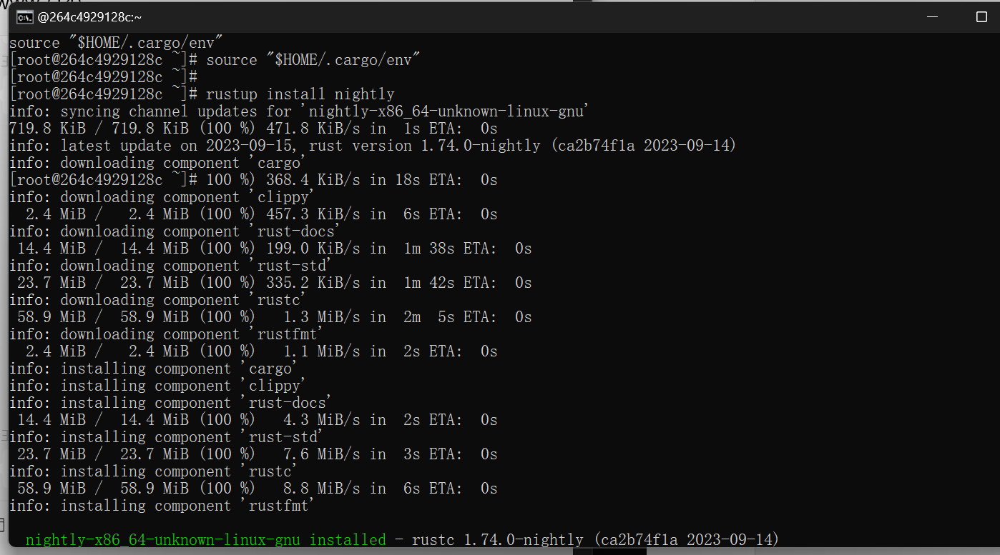 @264c4929128c:~
source "$HOME/.cargo/env"
[root@264c4929128c ~]# source "$HOME/.cargo/env"
[root@264c4929128c ~]#
[root@264c4929128c ~]# rustup install nightly
info: syncing channel updates for 'nightly-x86_64-unknown-linux-gnu'
719.8 KiB / 719.8 KiB (100 %) 471.8 KiB/s in  1s ETA:  0s
info: latest update on 2023-09-15, rust version 1.74.0-nightly (ca2b74f1a 2023-09-14)
info: downloading component 'cargo'
[root@264c4929128c ~]# 100 %) 368.4 KiB/s in 18s ETA:  0s
info: downloading component 'clippy'
  2.4 MiB /   2.4 MiB (100 %) 457.3 KiB/s in  6s ETA:  0s
info: downloading component 'rust-docs'
 14.4 MiB /  14.4 MiB (100 %) 199.0 KiB/s in  1m 38s ETA:  0s
info: downloading component 'rust-std'
 23.7 MiB /  23.7 MiB (100 %) 335.2 KiB/s in  1m 42s ETA:  0s
info: downloading component 'rustc'
 58.9 MiB /  58.9 MiB (100 %)   1.3 MiB/s in  2m  5s ETA:  0s
info: downloading component 'rustfmt'
  2.4 MiB /   2.4 MiB (100 %)   1.1 MiB/s in  2s ETA:  0s
info: installing component 'cargo'
info: installing component 'clippy'
info: installing component 'rust-docs'
 14.4 MiB /  14.4 MiB (100 %)   4.3 MiB/s in  2s ETA:  0s
info: installing component 'rust-std'
 23.7 MiB /  23.7 MiB (100 %)   7.6 MiB/s in  3s ETA:  0s
info: installing component 'rustc'
 58.9 MiB /  58.9 MiB (100 %)   8.8 MiB/s in  6s ETA:  0s
info: installing component 'rustfmt'
  nightly-x86_64-unknown-linux-gnu installed - rustc 1.74.0-nightly (ca2b74f1a 2023-09-14)